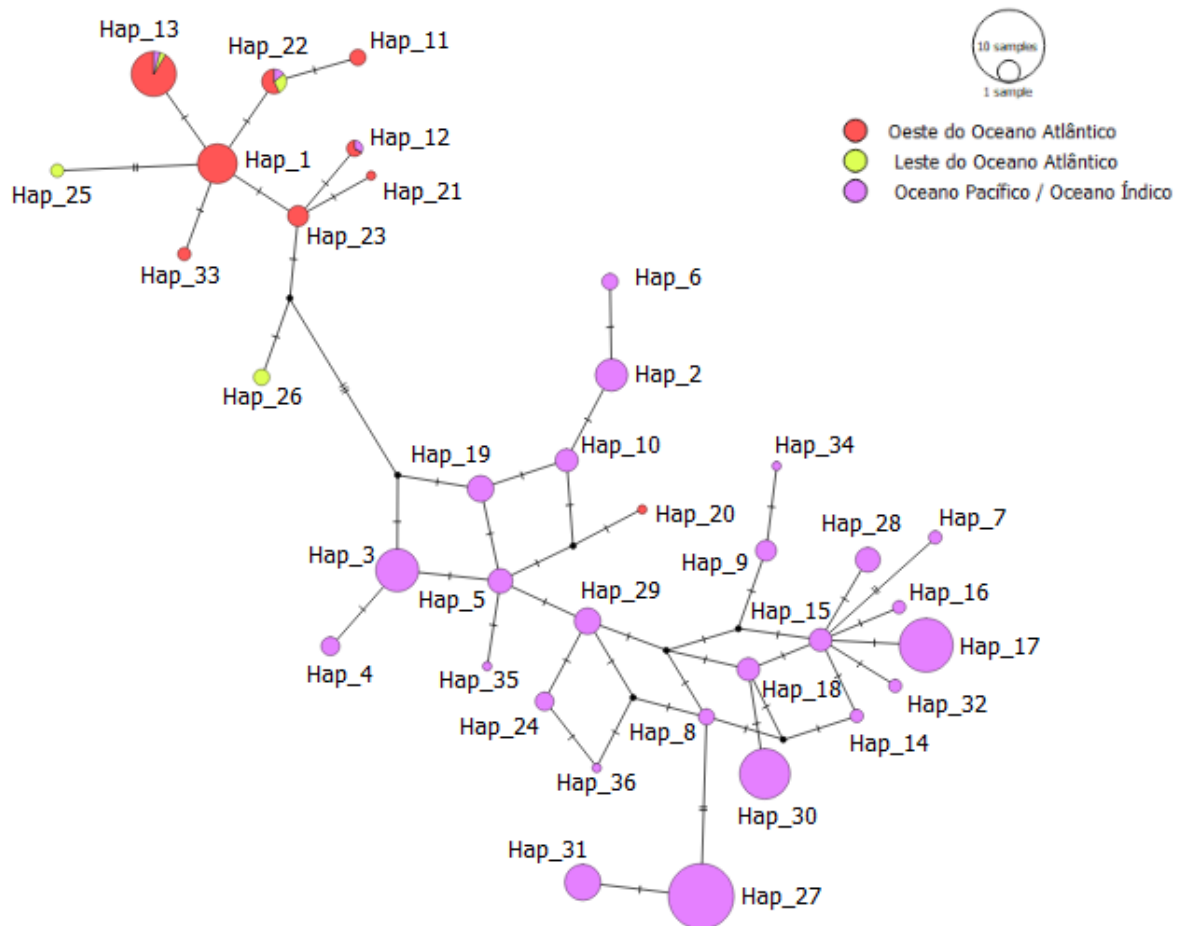 Hap_13
Hap_22
Hap_11
10 samples
1 sample
Oeste do Oceano Atlântico
Leste do Oceano Atlântico
Oceano Pacífico / Oceano Índico
Hap_12
Hap_1
Hap_25
Hap_21
Hap_23
Hap_33
Hap_6
Hap_26
Hap_2
Hap_19
Hap_10
Hap_34
Hap_20
Hap_28
Hap_7
Hap_3
Hap_9
Hap_5
Hap_29
Hap_15
Hap_16
Hap_17
Hap_4
Hap_35
Hap_18
Hap_32
Hap_24
Hap_8
Hap_14
Hap_36
Hap_30
Hap_31
Hap_27